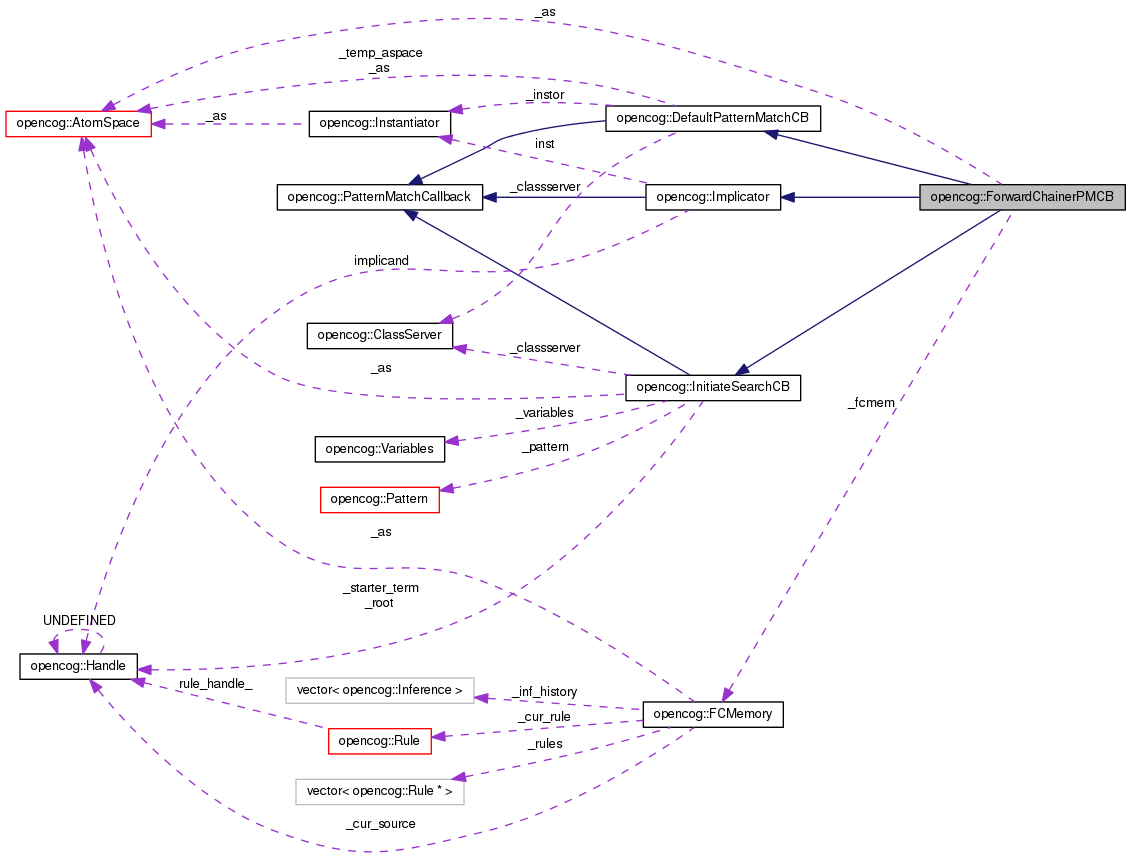 _as
_temp_aspace
_as
_instor
opencog::DefaultPatternMatchCB
opencog::AtomSpace
_as
opencog::Instantiator
inst
_classserver
opencog::PatternMatchCallback
opencog::Implicator
opencog::ForwardChainerPMCB
implicand
opencog::ClassServer
_classserver
_as
opencog::InitiateSearchCB
_fcmem
_variables
opencog::Variables
_pattern
opencog::Pattern
_as
_starter_term
_root
UNDEFINED
opencog::Handle
rule_handle_
vector< opencog::Inference >
_inf_history
opencog::FCMemory
_cur_rule
opencog::Rule
_rules
vector< opencog::Rule * >
_cur_source